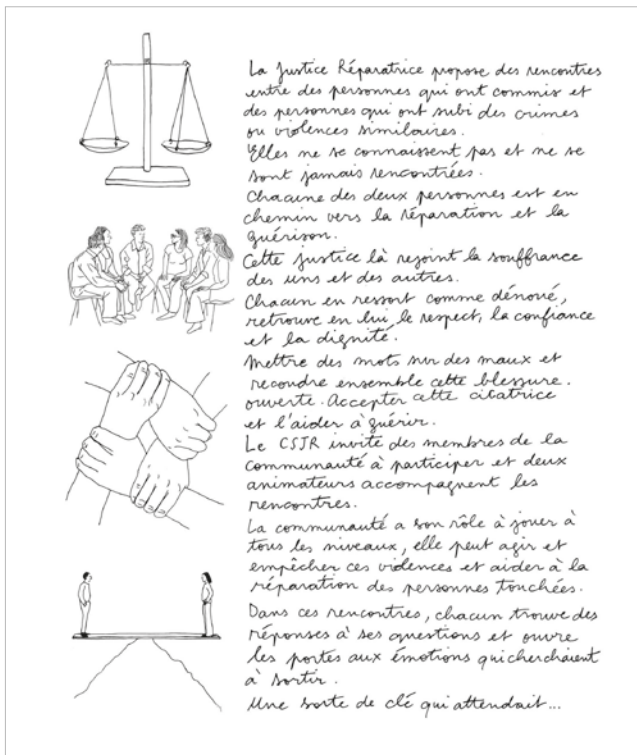 La Justice Réparatrice propose des rencontres
entre des personnes qui ont commis et
des personnes qui ont subi des crimes
ou violences similaires.
Elles ne se connaissent pas et ne se
sont jamais rencontrées.
Chacune des deux personnes est en
chemin vers la réparation et la
guérison.
Cette justice là rejoint la souffrance
des uns et des autres.
Chacun en ressort comme dénoué,
retrouve en lui le respect, la confiance
et la dignité.
Mettre des mots sur des maux et
recoudre ensemble cette blessure
ouverte. Accepter cette cicatrice
et l'aider à guérir.
Le CSJR invite des membres de la
communauté à participer et deux
animateurs accompagnent les
rencontres.
La communauté a son rôle à jouer à
tous les niveaux, elle peut agir et
empêcher ces violences et aider à la
réparation des personnes touchées.
Dans ces rencontres, chacun trouve des
réponses à ses questions et ouvre
les portes aux émotions qui cherchaient
à sortir.
Une sorte de clé qui attendait...